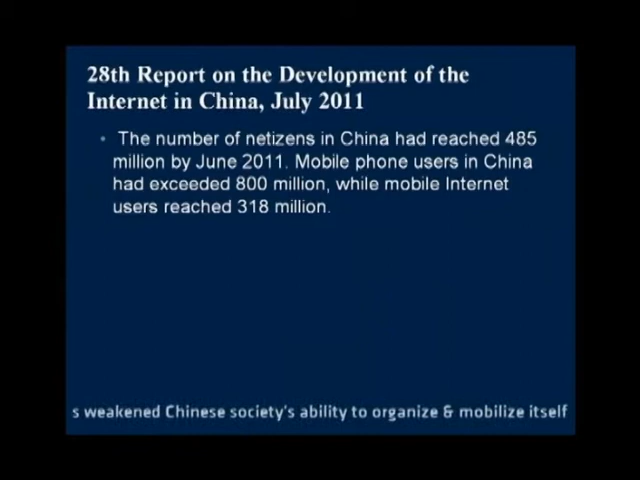 28th Report on the Development of the
Internet in China, July 2011
• The number of netizens in China had reached 485
million by June 2011. Mobile phone users in China
had exceeded 800 million, while mobile Internet
users reached 318 million.
s weakened Chinese society's ability to organize & mobilize itself